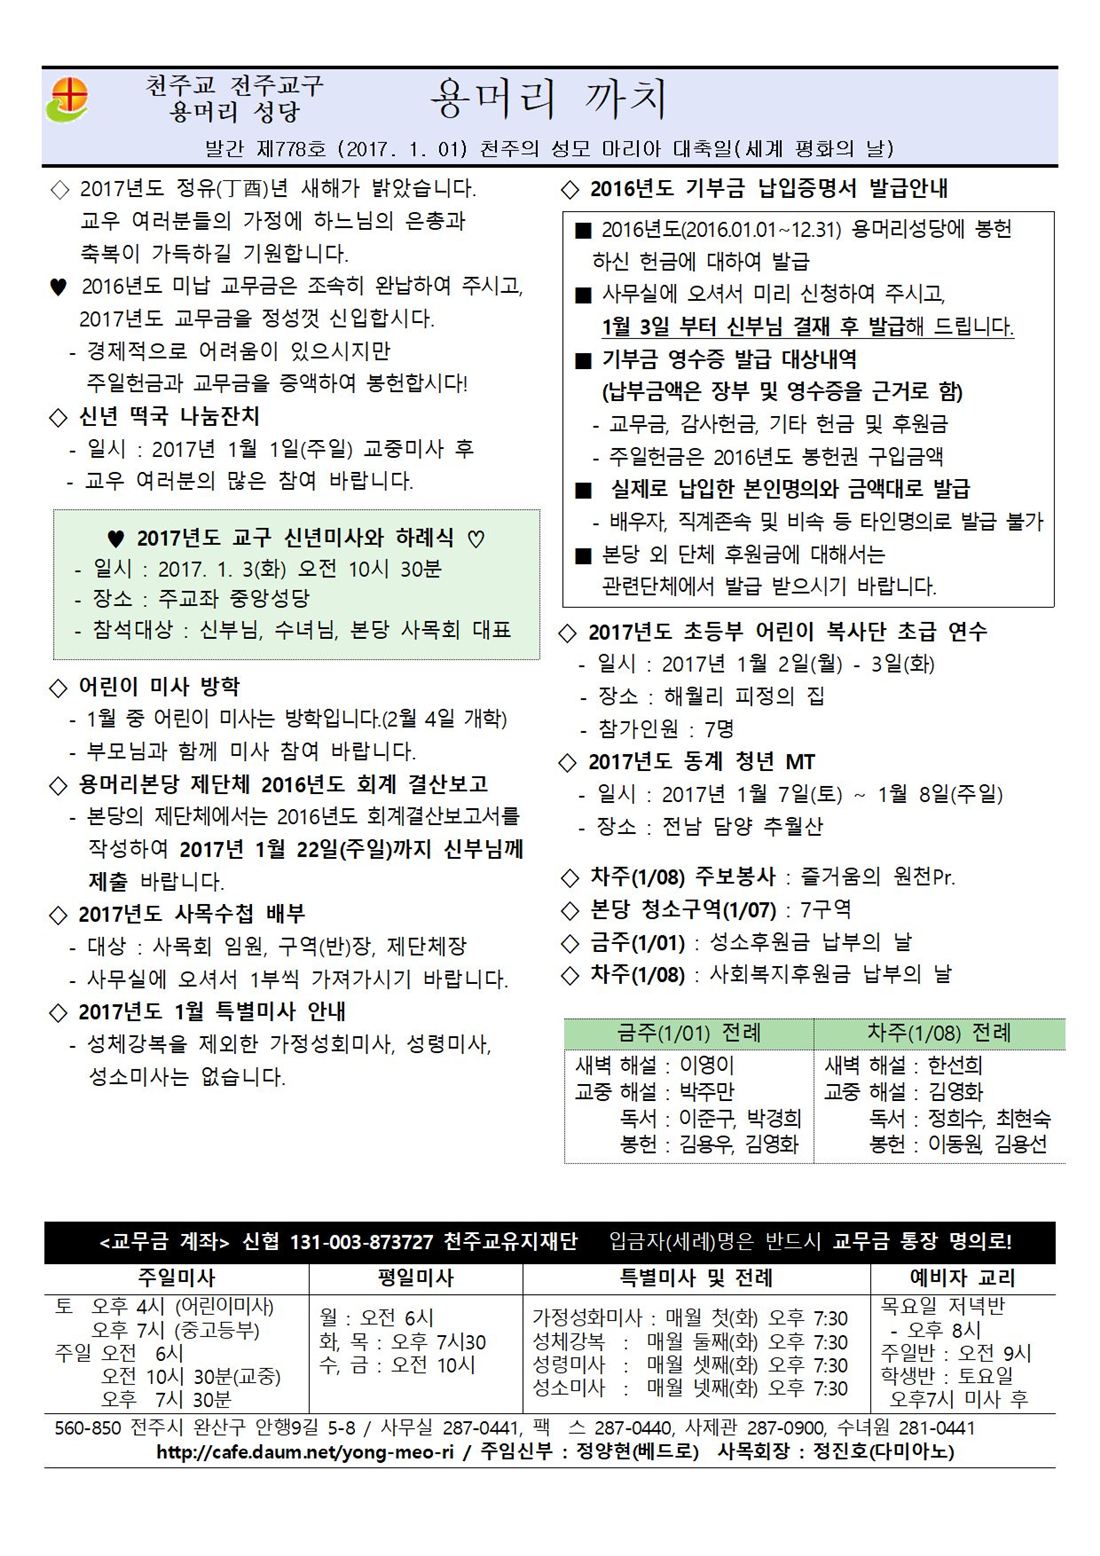 천주교 전주교구
용머리 성당
용머리 까치
발간 제778호 (2017. 1. 01) 천주의 성모 마리아 대축일(세계 평화의 날)
◇ 2017년도 정유(丁酉)년 새해가 밝았습니다.
교우 여러분들의 가정에 하느님의 은총과
축복이 가득하길 기원합니다.
♥ 2016년도 미납 교무금은 조속히 완납하여 주시고,
2017년도 교무금을 정성껏 신입합시다.
- 경제적으로 어려움이 있으시지만
주일헌금과 교무금을 증액하여 봉헌합시다!
◇ 신년 떡국 나눔잔치
- 일시 : 2017년 1월 1일(주일) 교중미사 후
- 교우 여러분의 많은 참여 바랍니다.
♥ 2017년도 교구 신년미사와 하례식 ♡
- 일시 : 2017. 1. 3(화) 오전 10시 30분
- 장소 : 주교좌 중앙성당
- 참석대상 : 신부님, 수녀님, 본당 사목회 대표
◇ 어린이 미사 방학
- 1월 중 어린이 미사는 방학입니다.(2월 4일 개학)
- 부모님과 함께 미사 참여 바랍니다.
◇ 용머리본당 제단체 2016년도 회계 결산보고
- 본당의 제단체에서는 2016년도 회계결산보고서를
작성하여 2017년 1월 22일(주일)까지 신부님께
제출 바랍니다.
◇ 2017년도 사목수첩 배부
- 대상 : 사목회 임원, 구역(반)장, 제단체장
- 사무실에 오셔서 1부씩 가져가시기 바랍니다.
◇ 2017년도 1월 특별미사 안내
- 성체강복을 제외한 가정성회미사, 성령미사,
성소미사는 없습니다.
◇ 2016년도 기부금 납입증명서 발급안내
■ 2016년도(2016.01.01~12.31) 용머리성당에 봉헌
하신 헌금에 대하여 발급
■ 사무실에 오셔서 미리 신청하여 주시고,
1월 3일 부터 신부님 결재 후 발급해 드립니다.
■ 기부금 영수증 발급 대상내역
(납부금액은 장부 및 영수증을 근거로 함)
- 교무금, 감사헌금, 기타 헌금 및 후원금
- 주일헌금은 2016년도 봉헌권 구입금액
■ 실제로 납입한 본인명의와 금액대로 발급
- 배우자, 직계존속 및 비속 등 타인명의로 발급 불가
■ 본당 외 단체 후원금에 대해서는
관련단체에서 발급 받으시기 바랍니다.
◇ 2017년도 초등부 어린이 복사단 초급 연수
- 일시 : 2017년 1월 2일(월) - 3일(화)
- 장소 : 해월리 피정의 집
- 참가인원 : 7명
◇ 2017년도 동계 청년 MT
- 일시 : 2017년 1월 7일(토) ~ 1월 8일(주일)
- 장소 : 전남 담양 추월산
◇ 차주(1/08) 주보봉사 : 즐거움의 원천Pr.
◇ 본당 청소구역(1/07) : 7구역
◇ 금주(1/01) : 성소후원금 납부의 날
◇ 차주(1/08) : 사회복지후원금 납부의 날
금주(1/01) 전례
새벽 해설 : 이영이
교중 해설 : 박주만
독서 : 이준구, 박경희
봉헌 : 김용우, 김영화
차주(1/08) 전례
새벽 해설 : 한선희
교중 해설 : 김영화
독서 : 정희수, 최현숙
봉헌 : 이동원, 김용선
<교무금 계좌> 신협 131-003-873727 천주교유지재단 입금자(세례)명은 반드시 교무금 통장 명의로!
주일미사
토 오후 4시 (어린이미사)
오후 7시 (중고등부)
주일 오전 6시
오전 10시 30분(교중)
오후 7시 30분
평일미사
월 : 오전 6시
화, 목 : 오후 7시30
수, 금 : 오전 10시
특별미사 및 전례
가정성화미사 : 매월 첫(화) 오후 7:30
성체강복 : 매월 둘째(화) 오후 7:30
성령미사 : 매월 셋째(화) 오후 7:30
성소미사 : 매월 넷째(화) 오후 7:30
예비자 교리
목요일 저녁반
- 오후 8시
주일반 : 오전 9시
학생반 : 토요일
오후7시 미사 후
560-850 전주시 완산구 안행9길 5-8 / 사무실 287-0441, 팩 스 287-0440, 사제관 287-0900, 수녀원 281-0441
http://cafe.daum.net/yong-meo-ri / 주임신부 : 정양현(베드로) 사목회장 : 정진호(다미아노)